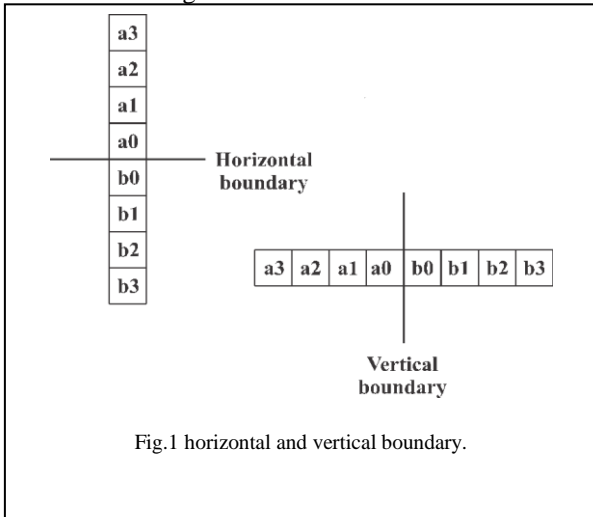 a3
a2
a1
a0
Horizontal
boundary
b0
b1
b2
b3
a3 a2 a1 a0 b0 b1 b2 b3
Vertical
boundary
Fig.1 horizontal and vertical boundary.